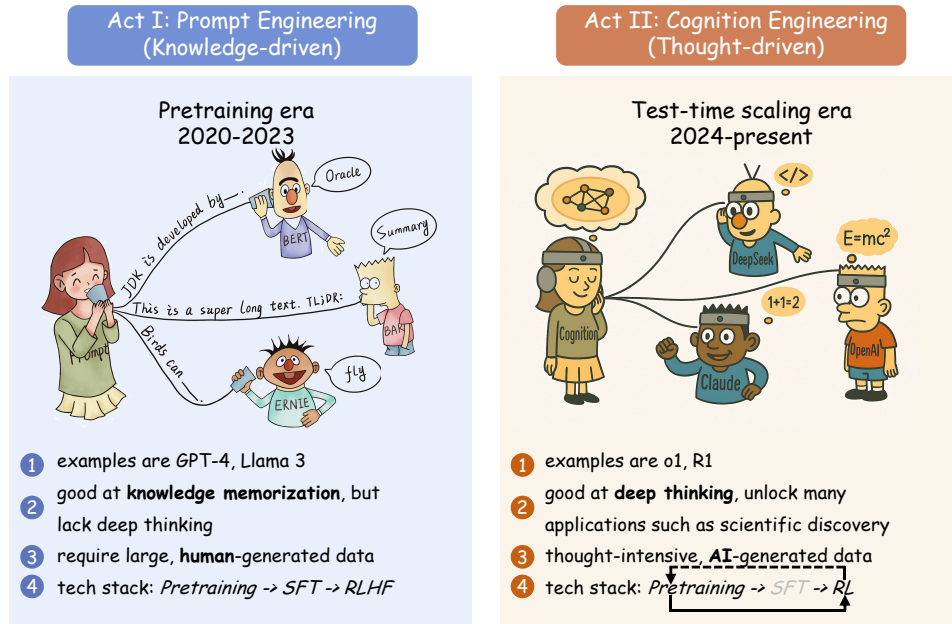 Act I: Prompt Engineering
(Knowledge-driven)
Pretraining era
2020-2023
JDK is developed by —.
Oracle
BERT
Summary
This is a super long text. TL;DR:
BAR
Prompt
Birds can —.
fly
ERNIE
1 examples are GPT-4, Llama 3
2 good at knowledge memorization, but
lack deep thinking
3 require large, human-generated data
4 tech stack: Pretraining -> SFT -> RLHF
Act II: Cognition Engineering
(Thought-driven)
Test-time scaling era
2024-present
</>
DeepSeek
E=mc²
1+1=2
Cognition
OpenAI
Claude
1 examples are o1, R1
2 good at deep thinking, unlock many
applications such as scientific discovery
3 thought-intensive, AI-generated data
4 tech stack: Pretraining -> SFT -> RL